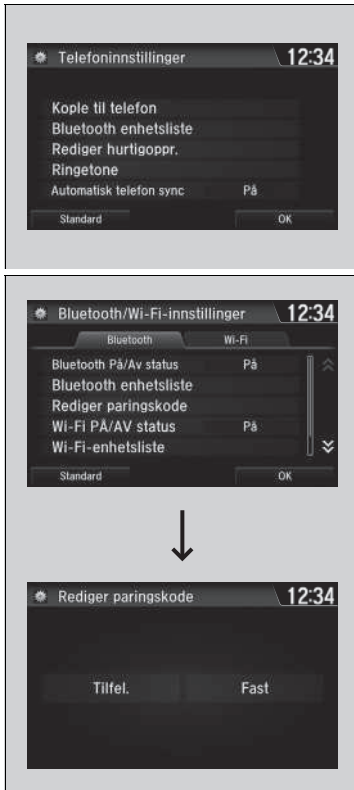 Telefoninnstillinger 12:34
Kople til telefon
Bluetooth enhetsliste
Rediger hurtigoppr.
Ringetone
Automatisk telefon sync På
Standard OK
Bluetooth/Wi-Fi-innstillinger 12:34
Bluetooth Wi-Fi
Bluetooth På/Av status På
Bluetooth enhetsliste
Rediger paringskode
Wi-Fi PÅ/AV status På
Wi-Fi-enhetsliste
Standard OK
Rediger paringskode 12:34
Tilfel. Fast